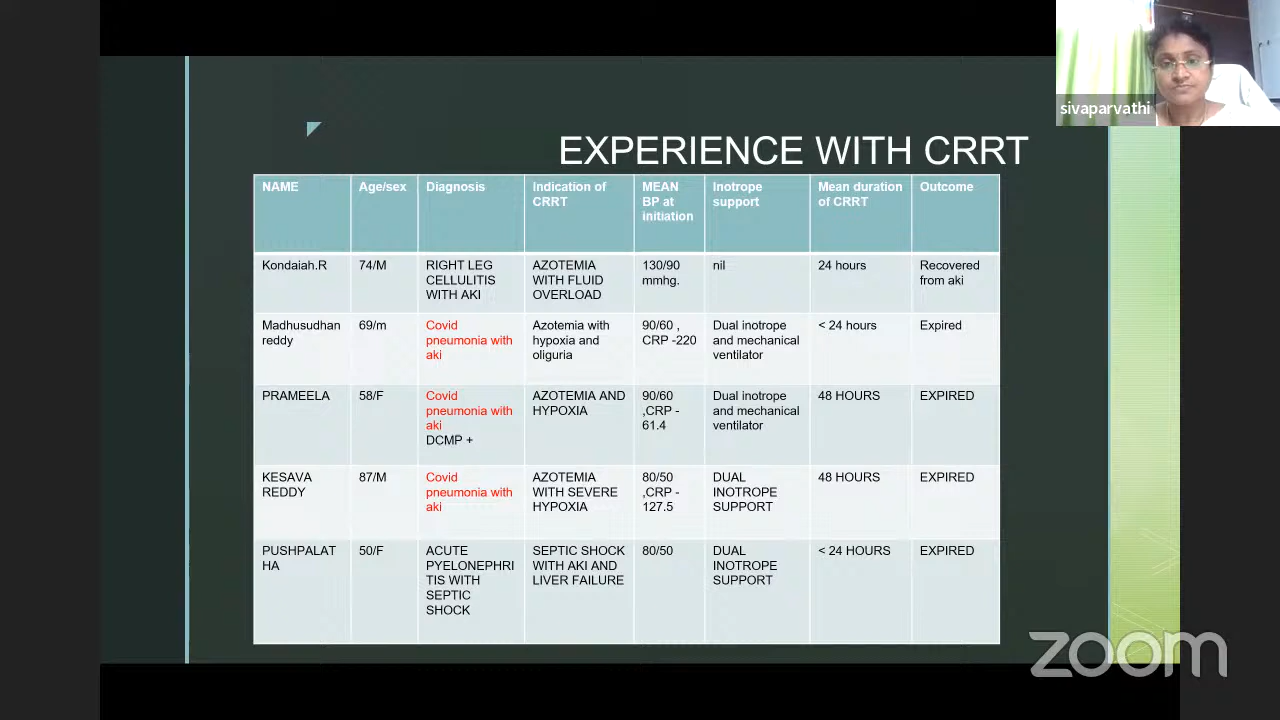 sivaparvathi
EXPERIENCE WITH CRRT
NAME
Age/sex
Diagnosis
Indication of
CRRT
MEAN
BP at
initiation
Inotrope
support
Mean duration
of CRRT
Outcome
Kondaiah.R
74/M
RIGHT LEG
CELLULITIS
WITH AKI
AZOTEMIA
WITH FLUID
OVERLOAD
130/90
mmhg.
nil
24 hours
Recovered
from aki
Madhusudhan
reddy
69/m
Covid
pneumonia with
aki
Azotemia with
hypoxia and
oliguria
90/60 ,
CRP -220
Dual inotrope
and mechanical
ventilator
< 24 hours
Expired
PRAMEELA
58/F
Covid
pneumonia with
aki
DCMP +
AZOTEMIA AND
HYPOXIA
90/60
,CRP -
61.4
Dual inotrope
and mechanical
ventilator
48 HOURS
EXPIRED
KESAVA
REDDY
87/M
Covid
pneumonia with
aki
AZOTEMIA
WITH SEVERE
HYPOXIA
80/50
,CRP -
127.5
DUAL
INOTROPE
SUPPORT
48 HOURS
EXPIRED
PUSHPALAT
HA
50/F
ACUTE
PYELONEPHRI
TIS WITH
SEPTIC
SHOCK
SEPTIC SHOCK
WITH AKI AND
LIVER FAILURE
80/50
DUAL
INOTROPE
SUPPORT
< 24 HOURS
EXPIRED
zoom